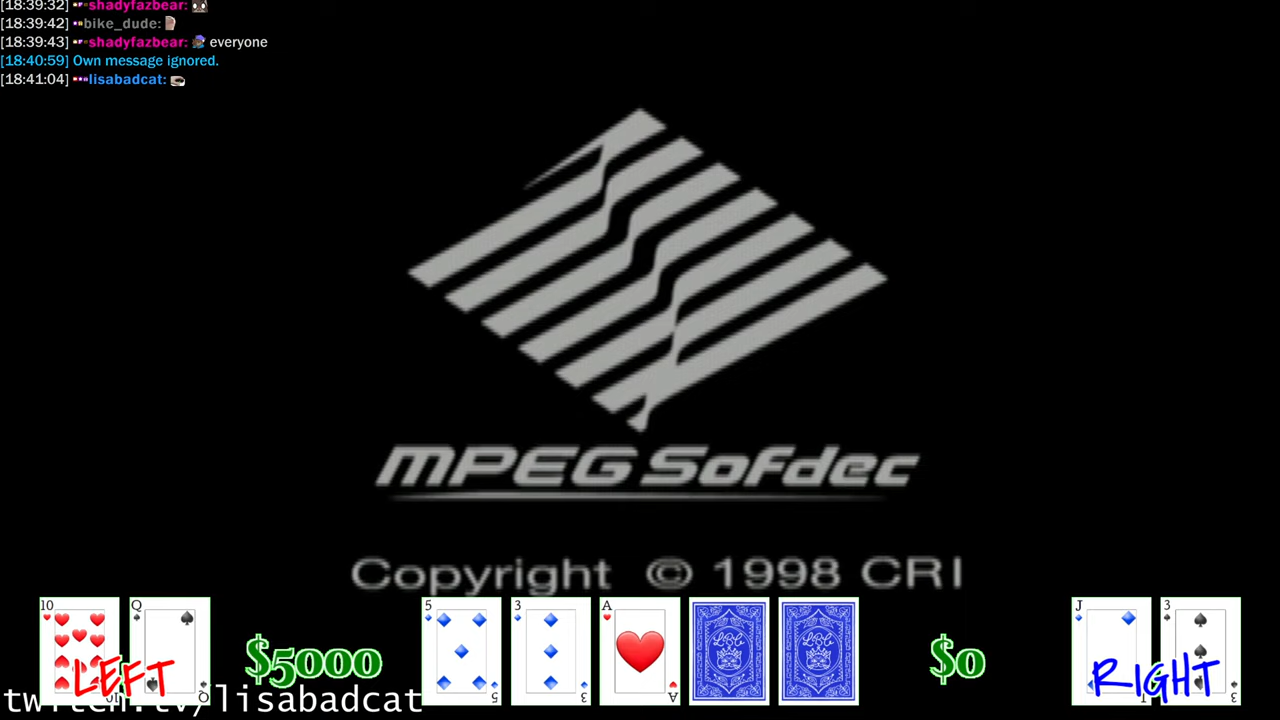 [18:39:32] shadyfazbear:
[18:39:42] bike_dude:
[18:39:43] shadyfazbear: everyone
[18:40:59] Own message ignored.
[18:41:04] lisabadcat:
MPEG Sofdec
Copyright © 1998 CRI
10
Q
5
3
A
J
3
LEFT
$5000
$0
RIGHT
twitch.tv/lisabadcat